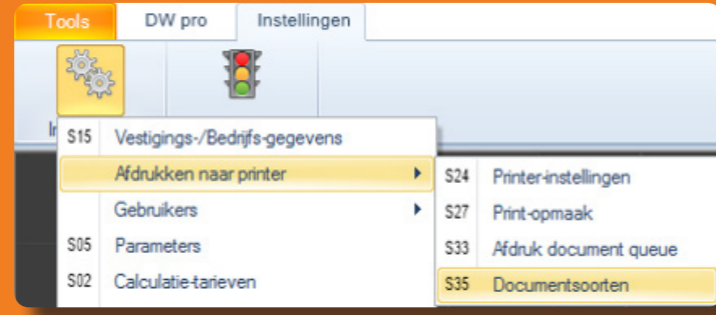 Tools DW pro Instellingen
S15 Vestigings-/Bedrijfs-gegevens
Afdrukken naar printer
Gebruikers
S05 Parameters
S02 Calculatie-tarieven
S24 Printer-instellingen
S27 Print-opmaak
S33 Afdruk document queue
S35 Documentsoorten